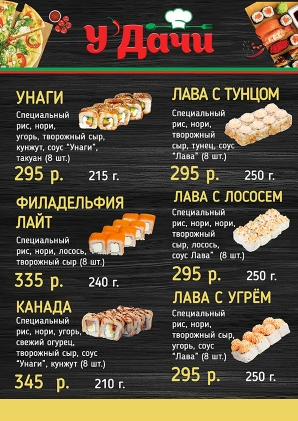 У Дачи
УНАГИ
Специальный
рис, нори,
угорь, творожный сыр,
кунжут, соус "Унаги",
такуан (8 шт.)
295 р. 215 г.
ФИЛАДЕЛЬФИЯ
ЛАЙТ
Специальный
рис, нори, лосось,
творожный сыр (8 шт.)
335 р. 240 г.
КАНАДА
Специальный
рис, нори, угорь,
свежий огурец,
творожный сыр, соус
"Унаги", кунжут (8 шт.)
345 р. 210 г.
ЛАВА С ТУНЦОМ
Специальный
рис, нори,
творожный
сыр, тунец, соус
"Лава" (8 шт.)
295 р. 250 г.
ЛАВА С ЛОСОСЕМ
Специальный
рис, нори, нори,
творожный
сыр, лосось,
соус "Лава" (8 шт.)
295 р. 250 г.
ЛАВА С УГРЁМ
Специальный
рис, нори, нори,
творожный сыр,
угорь, соус
"Лава" (8 шт.)
295 р. 250 г.